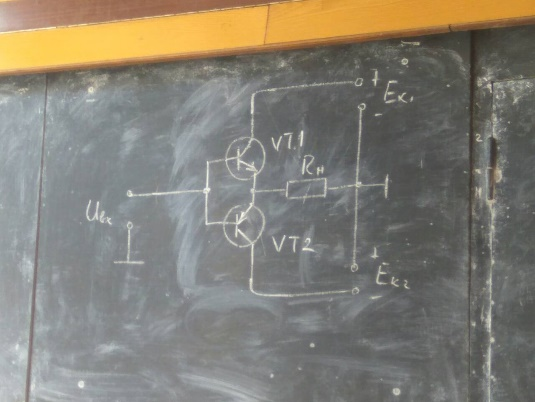 +
Eк₁
-
VT1
Rн
Uвх
VT2
+
Eк₂
-